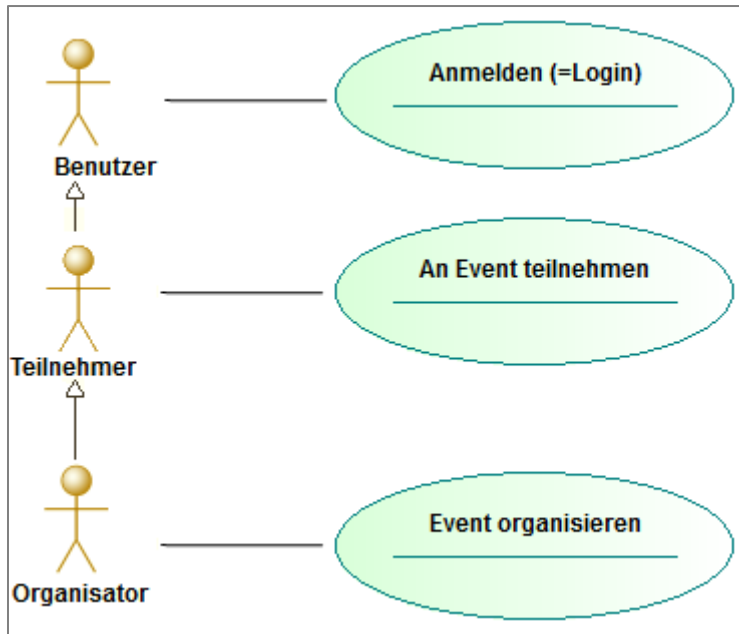 Anmelden (=Login)
Benutzer
An Event teilnehmen
Teilnehmer
Event organisieren
Organisator